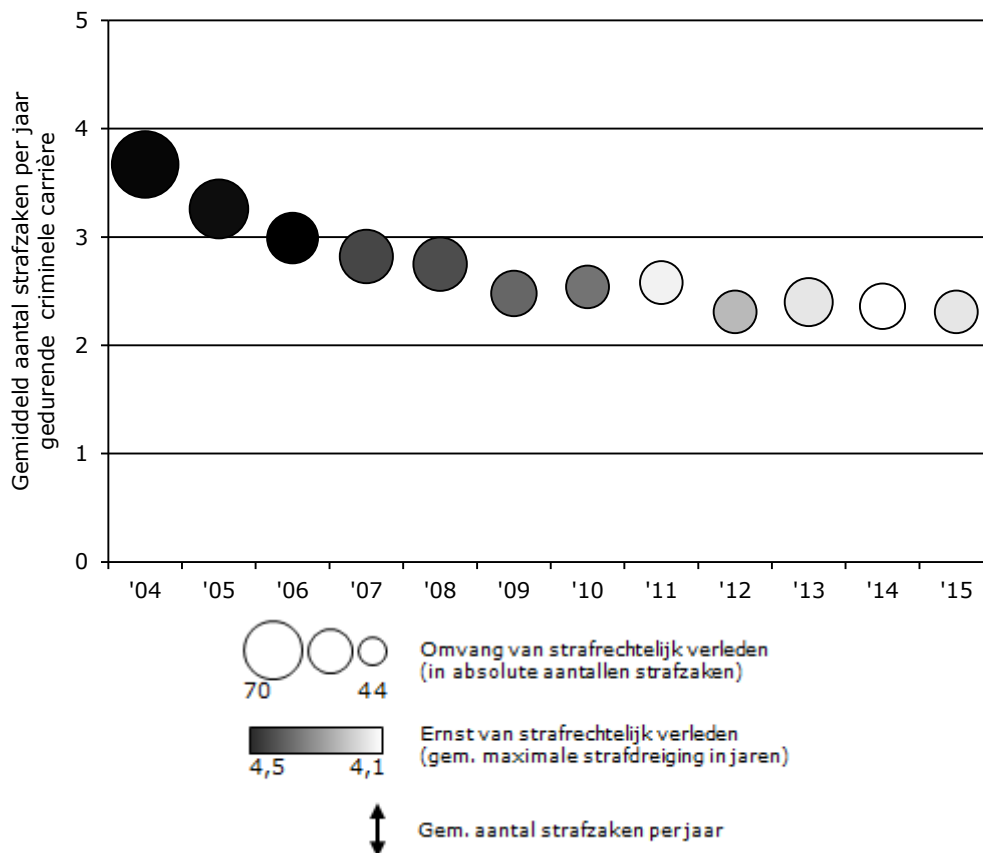 Gemiddeld aantal strafzaken per jaar
gedurende criminele carrière
5
4
3
2
1
0
'04 '05 '06 '07 '08 '09 '10 '11 '12 '13 '14 '15
70 44
Omvang van strafrechtelijk verleden
(in absolute aantallen strafzaken)
4,5 4,1
Ernst van strafrechtelijk verleden
(gem. maximale strafdreiging in jaren)
Gem. aantal strafzaken per jaar